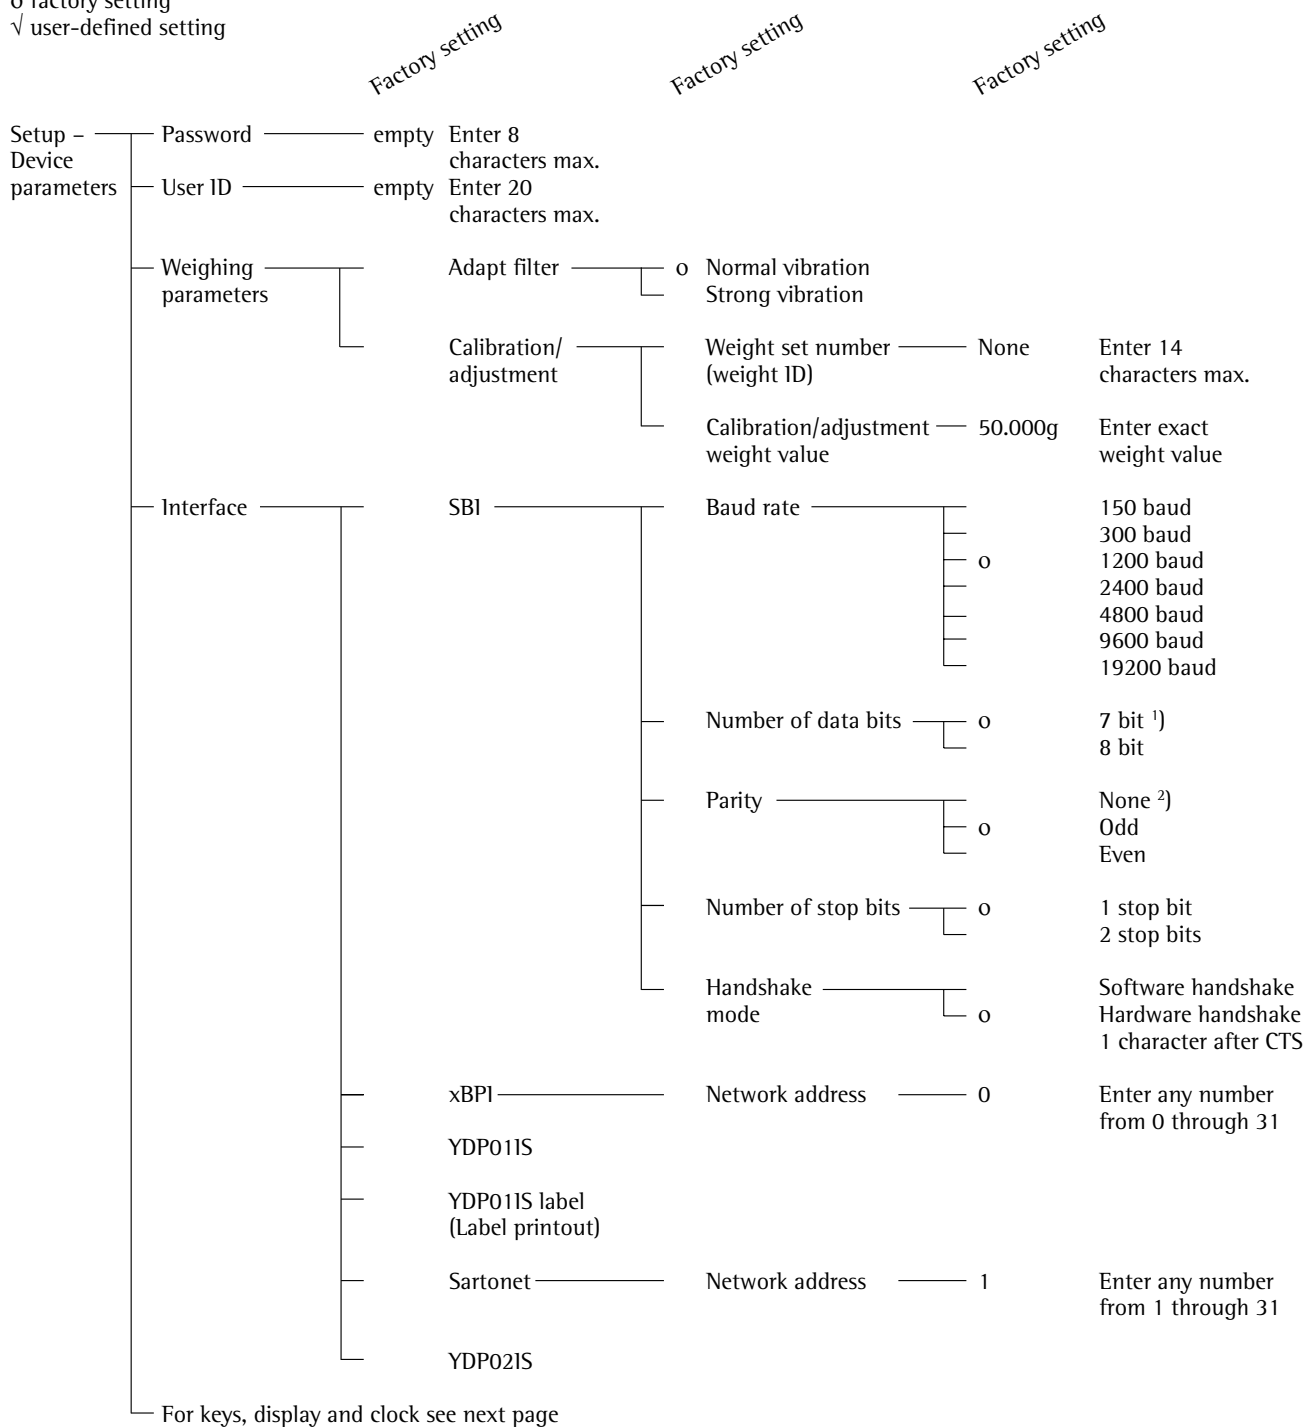 o factory setting
√ user-defined setting
Factory setting Factory setting Factory setting
Setup – Password empty Enter 8
Device characters max.
parameters User ID empty Enter 20
characters max.
Weighing Adapt filter o Normal vibration
parameters Strong vibration
Calibration/ Weight set number None Enter 14
adjustment (weight ID) characters max.
Calibration/adjustment 50.000g Enter exact
weight value weight value
Interface SBI Baud rate 150 baud
300 baud
o 1200 baud
2400 baud
4800 baud
9600 baud
19200 baud
Number of data bits o 7 bit ¹)
8 bit
Parity None ²)
o Odd
Even
Number of stop bits o 1 stop bit
2 stop bits
Handshake Software handshake
mode o Hardware handshake
1 character after CTS
xBPI Network address 0 Enter any number
from 0 through 31
YDP01IS
YDP01IS label
(Label printout)
Sartonet Network address 1 Enter any number
from 1 through 31
YDP02IS
For keys, display and clock see next page